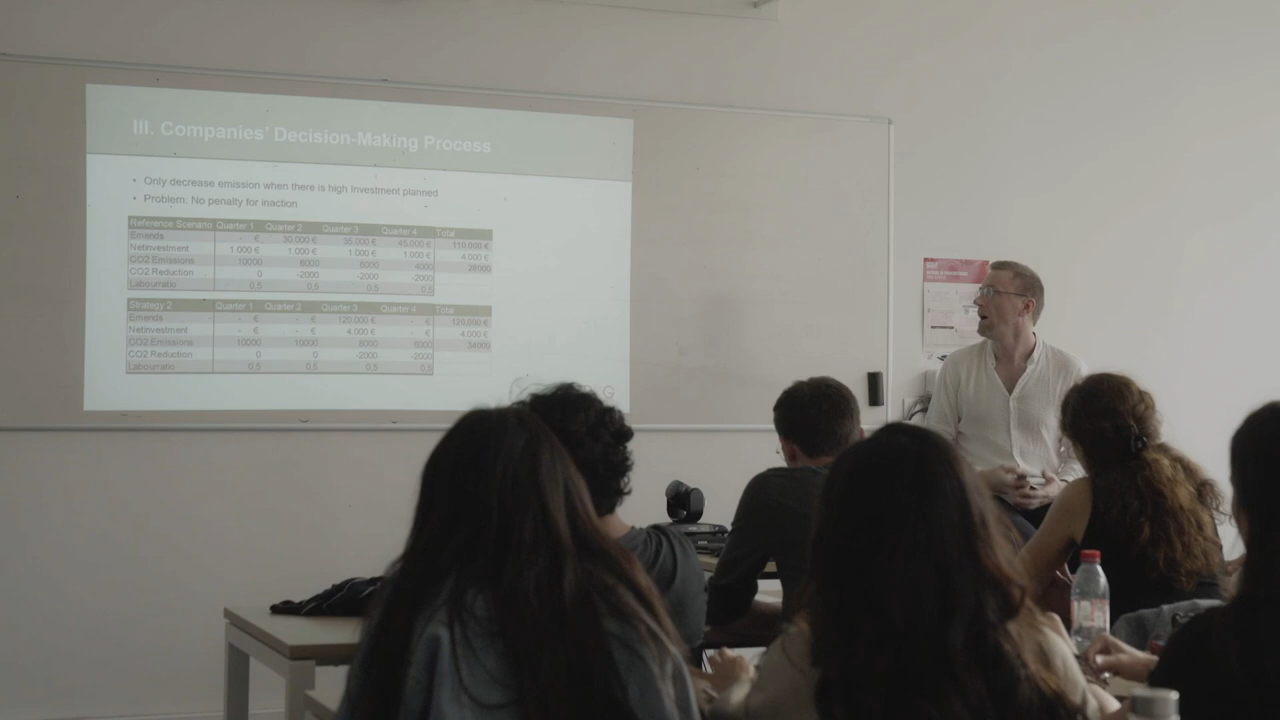 III. Companies' Decision-Making Process
• Only decrease emission when there is high Investment planned
• Problem: No penalty for inaction
Reference Scenario Quarter 1 Quarter 2 Quarter 3 Quarter 4 Total
Emends - € 30.000 € 35.000 € 45.000 € 110.000 €
Netinvestment 1.000 € 1.000 € 1.000 € 1.000 € 4.000 €
CO2 Emissions 10000 8000 6000 4000 28000
CO2 Reduction 0 -2000 -2000 -2000
Labourratio 0,5 0,5 0,5 0,5
Strategy 2 Quarter 1 Quarter 2 Quarter 3 Quarter 4 Total
Emends - € - € 120.000 € - € 120.000 €
Netinvestment - € - € 4.000 € - € 4.000 €
CO2 Emissions 10000 10000 8000 6000 34000
CO2 Reduction 0 0 -2000 -2000
Labourratio 0,5 0,5 0,5 0,5
G